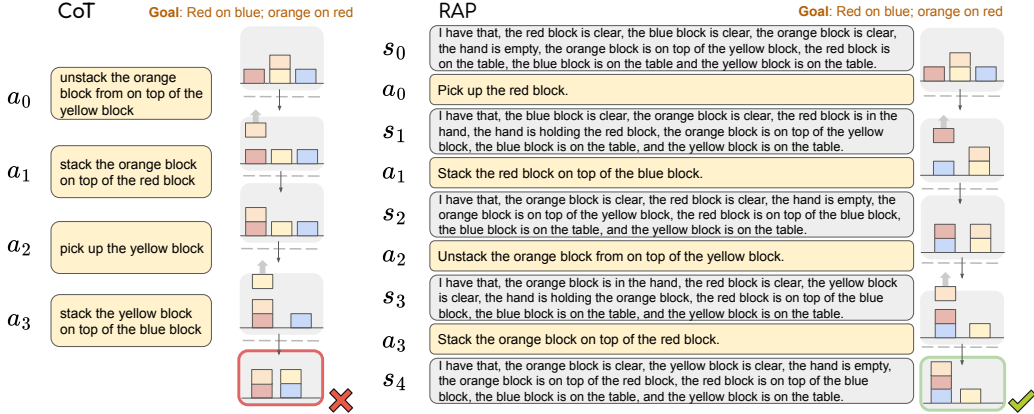 CoT
Goal: Red on blue; orange on red
a0
unstack the orange
block from on top of the
yellow block
a1
stack the orange block
on top of the red block
a2
pick up the yellow block
a3
stack the yellow block
on top of the blue block
RAP
Goal: Red on blue; orange on red
s0
I have that, the red block is clear, the blue block is clear, the orange block is clear,
the hand is empty, the orange block is on top of the yellow block, the red block is
on the table, the blue block is on the table and the yellow block is on the table.
a0
Pick up the red block.
s1
I have that, the blue block is clear, the orange block is clear, the red block is in the
hand, the hand is holding the red block, the orange block is on top of the yellow
block, the blue block is on the table, and the yellow block is on the table.
a1
Stack the red block on top of the blue block.
s2
I have that, the orange block is clear, the red block is clear, the hand is empty, the
orange block is on top of the yellow block, the red block is on top of the blue block,
the blue block is on the table, and the yellow block is on the table.
a2
Unstack the orange block from on top of the yellow block.
s3
I have that, the orange block is in the hand, the red block is clear, the yellow block
is clear, the hand is holding the orange block, the red block is on top of the blue
block, the blue block is on the table, and the yellow block is on the table.
a3
Stack the orange block on top of the red block.
s4
I have that, the orange block is clear, the yellow block is clear, the hand is empty,
the orange block is on top of the red block, the red block is on top of the blue
block, the blue block is on the table, and the yellow block is on the table.